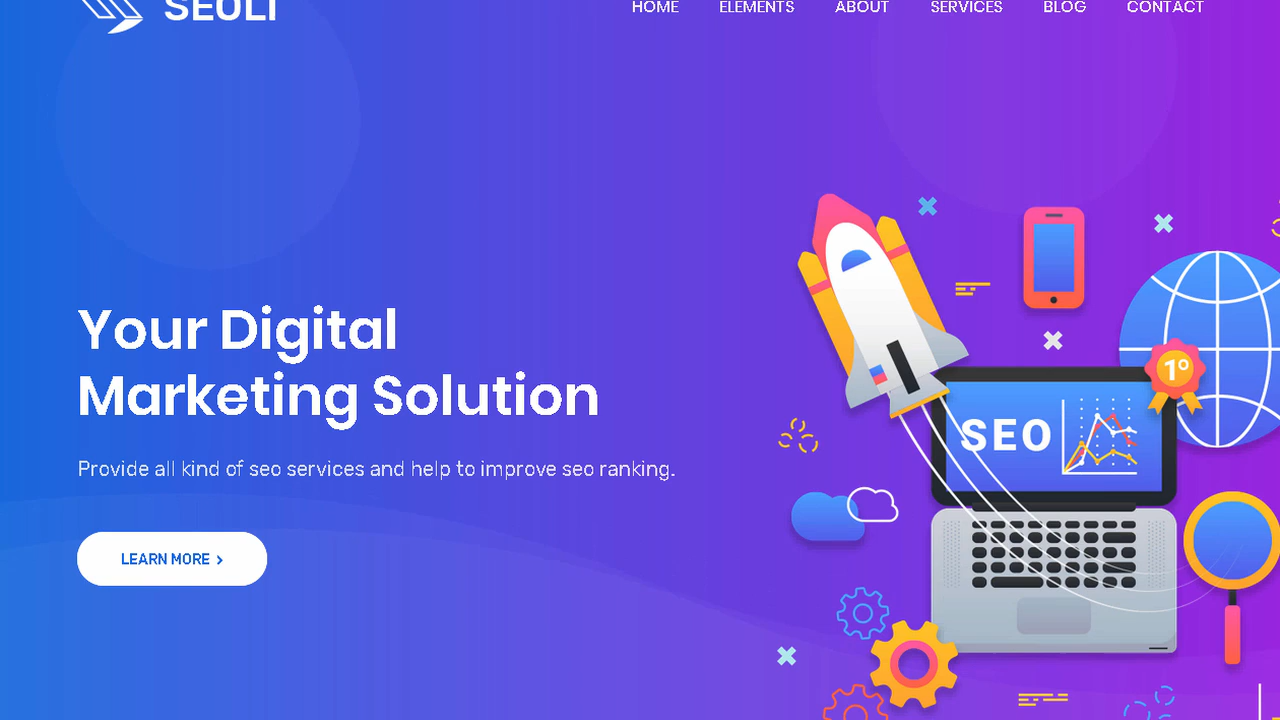 SEOLI
HOME ELEMENTS ABOUT SERVICES BLOG CONTACT
Your Digital
Marketing Solution
Provide all kind of seo services and help to improve seo ranking.
LEARN MORE
1º
SEO